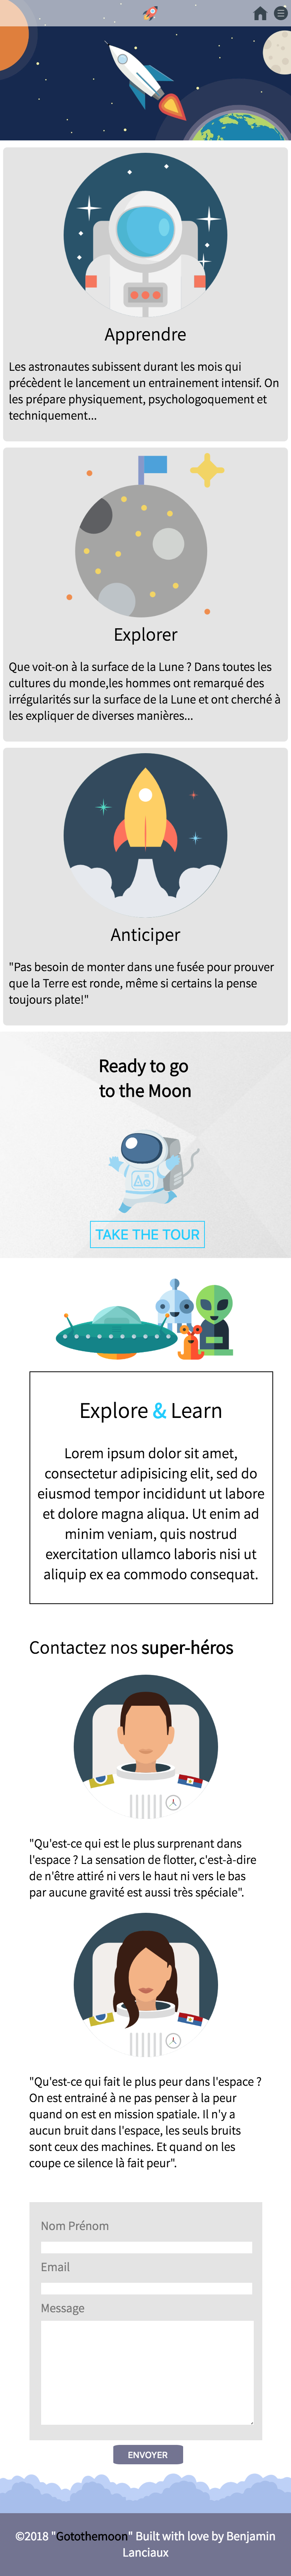 Apprendre
Les astronautes subissent durant les mois qui
précèdent le lancement un entrainement intensif. On
les prépare physiquement, psychologoquement et
techniquement...
Explorer
Que voit-on à la surface de la Lune ? Dans toutes les
cultures du monde,les hommes ont remarqué des
irrégularités sur la surface de la Lune et ont cherché à
les expliquer de diverses manières...
Anticiper
"Pas besoin de monter dans une fusée pour prouver
que la Terre est ronde, même si certains la pense
toujours plate!"
Ready to go
to the Moon
TAKE THE TOUR
Explore & Learn
Lorem ipsum dolor sit amet,
consectetur adipisicing elit, sed do
eiusmod tempor incididunt ut labore
et dolore magna aliqua. Ut enim ad
minim veniam, quis nostrud
exercitation ullamco laboris nisi ut
aliquip ex ea commodo consequat.
Contactez nos super-héros
"Qu'est-ce qui est le plus surprenant dans
l'espace ? La sensation de flotter, c'est-à-dire
de n'être attiré ni vers le haut ni vers le bas
par aucune gravité est aussi très spéciale".
"Qu'est-ce qui fait le plus peur dans l'espace ?
On est entrainé à ne pas penser à la peur
quand on est en mission spatiale. Il n'y a
aucun bruit dans l'espace, les seuls bruits
sont ceux des machines. Et quand on les
coupe ce silence là fait peur".
Nom Prénom
Email
Message
ENVOYER
©2018 "Gotothemoon" Built with love by Benjamin
Lanciaux